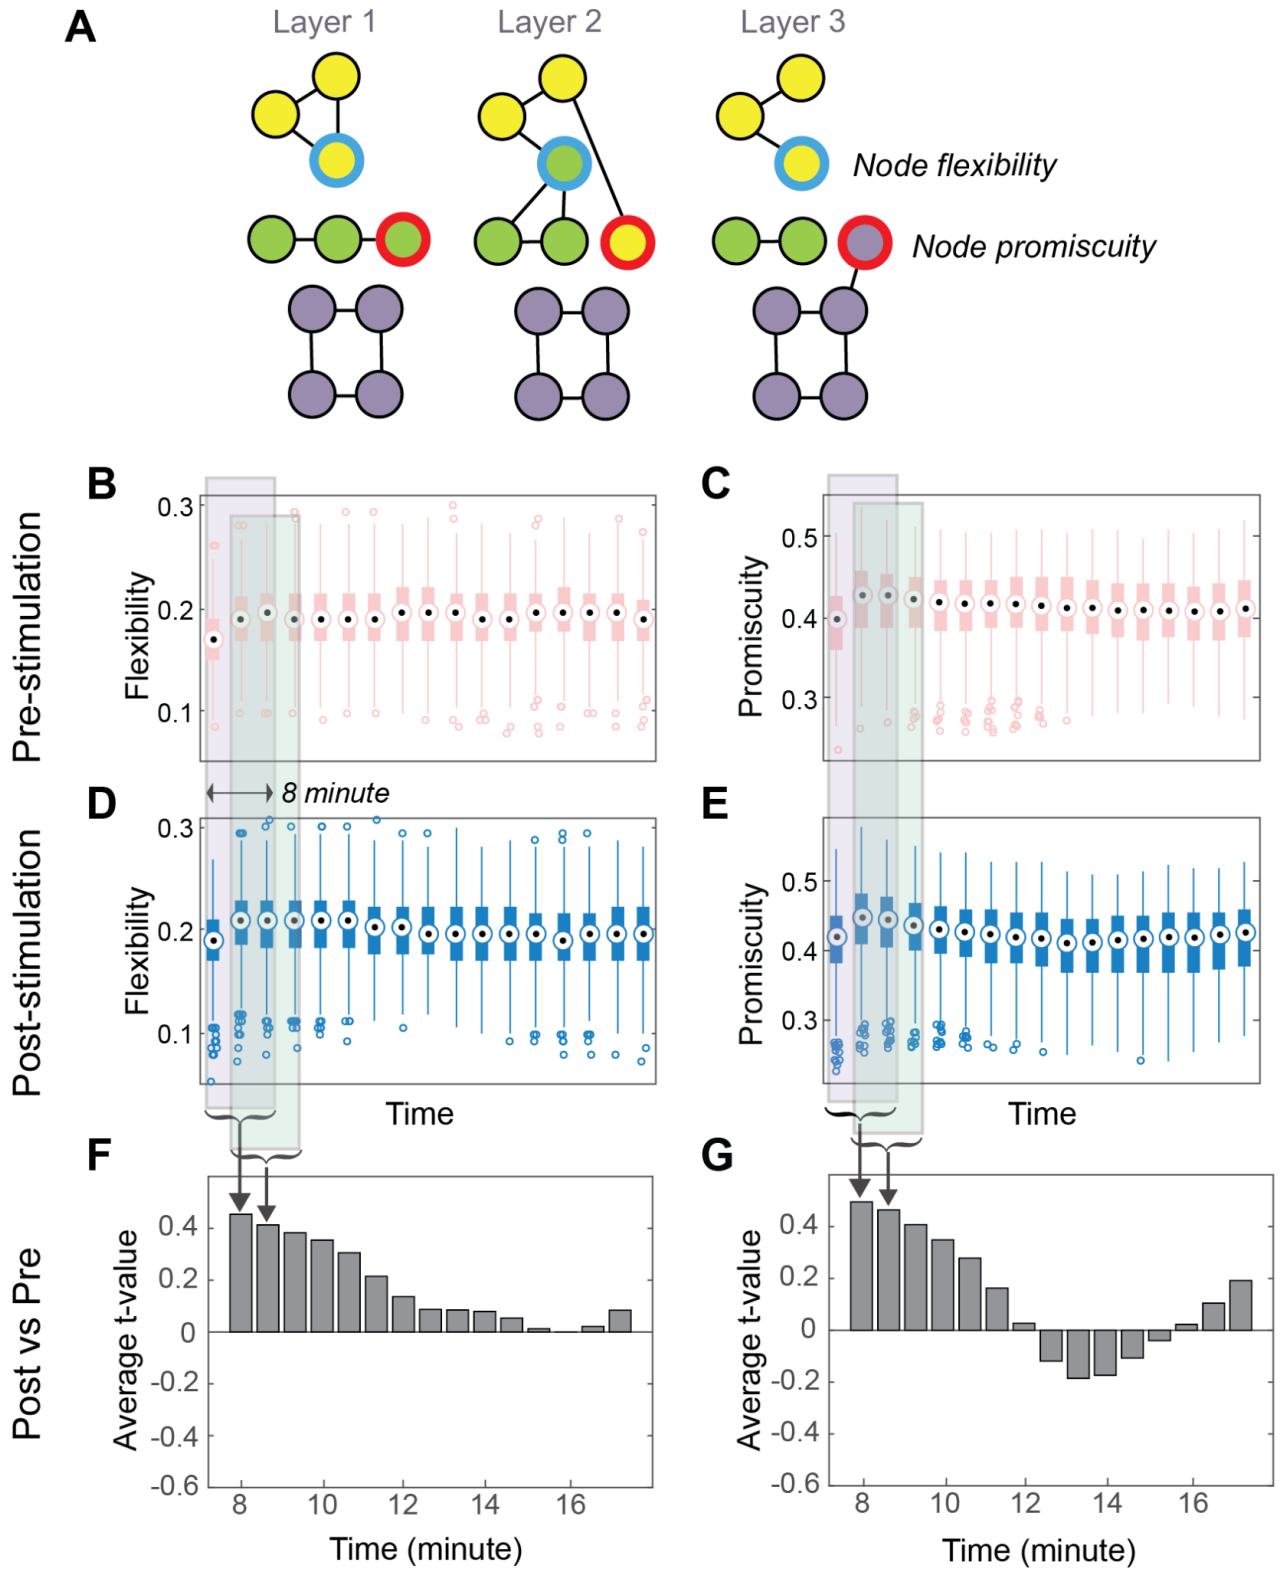 A
Layer 1
Layer 2
Layer 3
Node flexibility
Node promiscuity
Pre-stimulation
B
Flexibility
0.3
0.2
0.1
C
Promiscuity
0.5
0.4
0.3
8 minute
Post-stimulation
D
Flexibility
0.3
0.2
0.1
Time
E
Promiscuity
0.5
0.4
0.3
Time
Post vs Pre
F
Average t-value
0.4
0.2
0
-0.2
-0.4
-0.6
8 10 12 14 16
Time (minute)
G
Average t-value
0.4
0.2
0
-0.2
-0.4
-0.6
8 10 12 14 16
Time (minute)